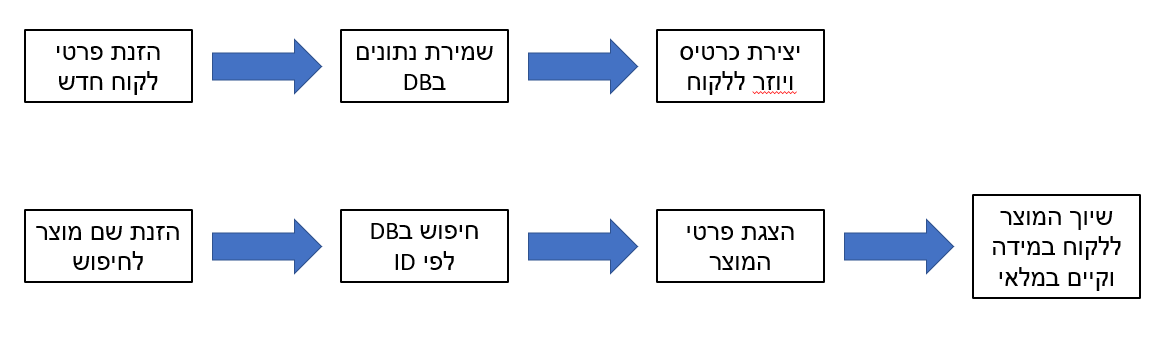 הזנת פרטי
לקוח חדש
שמירת נתונים
בDB
יצירת כרטיס
ויוזר ללקוח
הזנת שם מוצר
לחיפוש
חיפוש בDB
לפי ID
הצגת פרטי
המוצר
שיוך המוצר
ללקוח במידה
וקיים במלאי